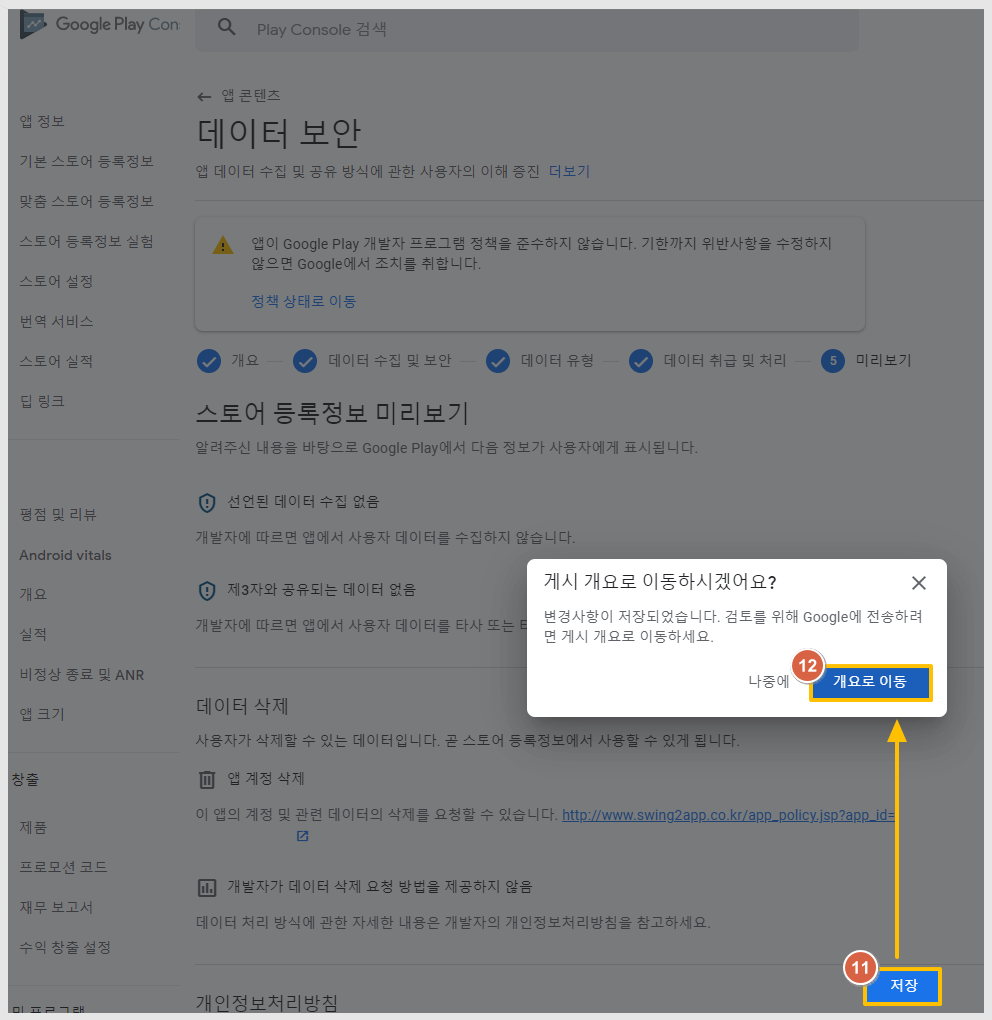 Google Play Con
Play Console 검색
앱 정보
기본 스토어 등록정보
맞춤 스토어 등록정보
스토어 등록정보 실험
스토어 설정
번역 서비스
스토어 실적
딥 링크
평점 및 리뷰
Android vitals
개요
실적
비정상 종료 및 ANR
앱 크기
창출
제품
프로모션 코드
재무 보고서
수익 창출 설정
및 프로그램
← 앱 콘텐츠
데이터 보안
앱 데이터 수집 및 공유 방식에 관한 사용자의 이해 증진 더보기
앱이 Google Play 개발자 프로그램 정책을 준수하지 않습니다. 기한까지 위반사항을 수정하지
않으면 Google에서 조치를 취합니다.
정책 상태로 이동
개요 데이터 수집 및 보안 데이터 유형 데이터 취급 및 처리 5 미리보기
스토어 등록정보 미리보기
알려주신 내용을 바탕으로 Google Play에서 다음 정보가 사용자에게 표시됩니다.
선언된 데이터 수집 없음
개발자에 따르면 앱에서 사용자 데이터를 수집하지 않습니다.
제3자와 공유되는 데이터 없음
개발자에 따르면 앱에서 사용자 데이터를 타사 또는
게시 개요로 이동하시겠어요?
변경사항이 저장되었습니다. 검토를 위해 Google에 전송하려
면 게시 개요로 이동하세요.
12
나중에 개요로 이동
데이터 삭제
사용자가 삭제할 수 있는 데이터입니다. 곧 스토어 등록정보에서 사용할 수 있게 됩니다.
앱 계정 삭제
이 앱의 계정 및 관련 데이터의 삭제를 요청할 수 있습니다. http://www.swing2app.co.kr/app_policy.jsp?app_id=
개발자가 데이터 삭제 요청 방법을 제공하지 않음
데이터 처리 방식에 관한 자세한 내용은 개발자의 개인정보처리방침을 참고하세요.
11
저장
개인정보처리방침